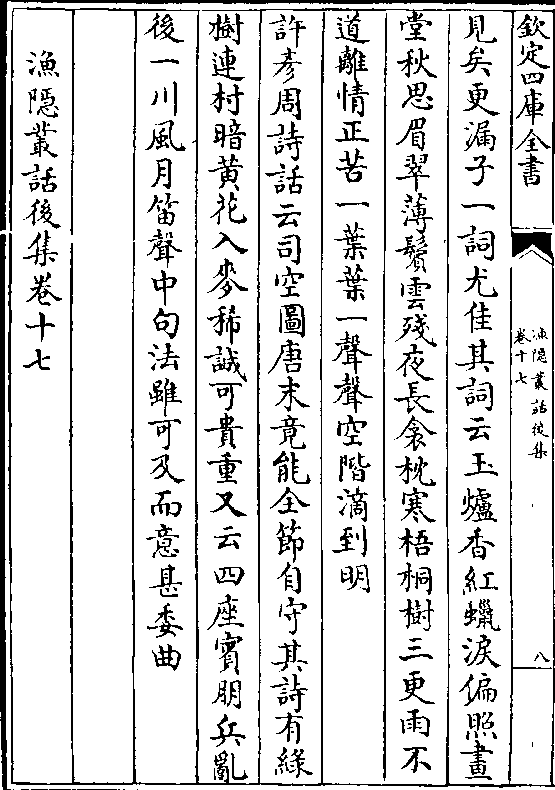 欽定四庫全書
漁隠叢話後集
卷十七
八
見矣更漏子一詞尤佳其詞云玉爐香紅蠟淚偏照畫
堂秋思眉翠薄鬢雲殘夜長衾枕寒梧桐樹三更雨不
道離情正苦一葉葉一聲聲空階滴到明
許彥周詩話云司空圖唐末竟能全節自守其詩有綠
樹連村暗黄花入麥稀誠可貴重又云四座賓朋兵亂
後一川風月笛聲中句法雖可及而意甚委曲
漁隠叢話後集卷十七